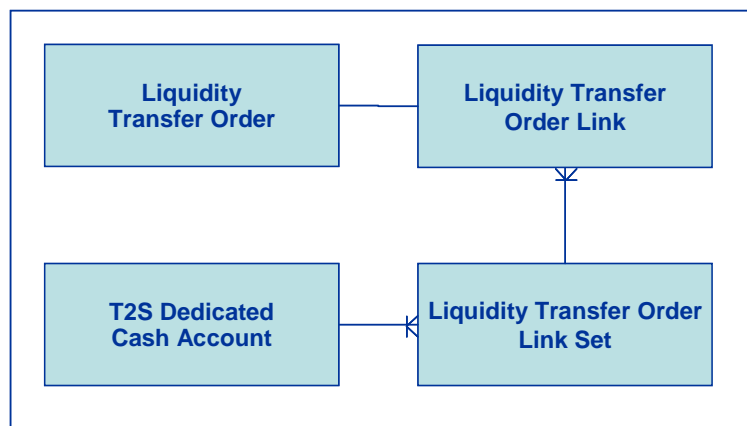 Liquidity
Transfer Order
Liquidity Transfer
Order Link
T2S Dedicated
Cash Account
Liquidity Transfer Order
Link Set